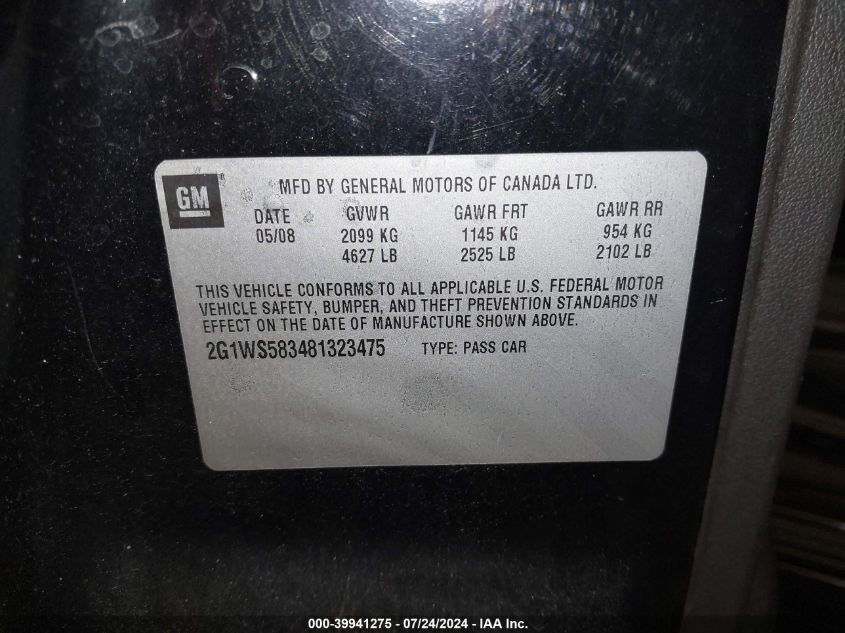 GM
MFD BY GENERAL MOTORS OF CANADA LTD.
DATE GVWR GAWR FRT GAWR RR
05/08 2099 KG 1145 KG 954 KG
4627 LB 2525 LB 2102 LB
THIS VEHICLE CONFORMS TO ALL APPLICABLE U.S. FEDERAL MOTOR
VEHICLE SAFETY, BUMPER, AND THEFT PREVENTION STANDARDS IN
EFFECT ON THE DATE OF MANUFACTURE SHOWN ABOVE.
2G1WS583481323475 TYPE: PASS CAR
000-39941275 - 07/24/2024 - IAA Inc.